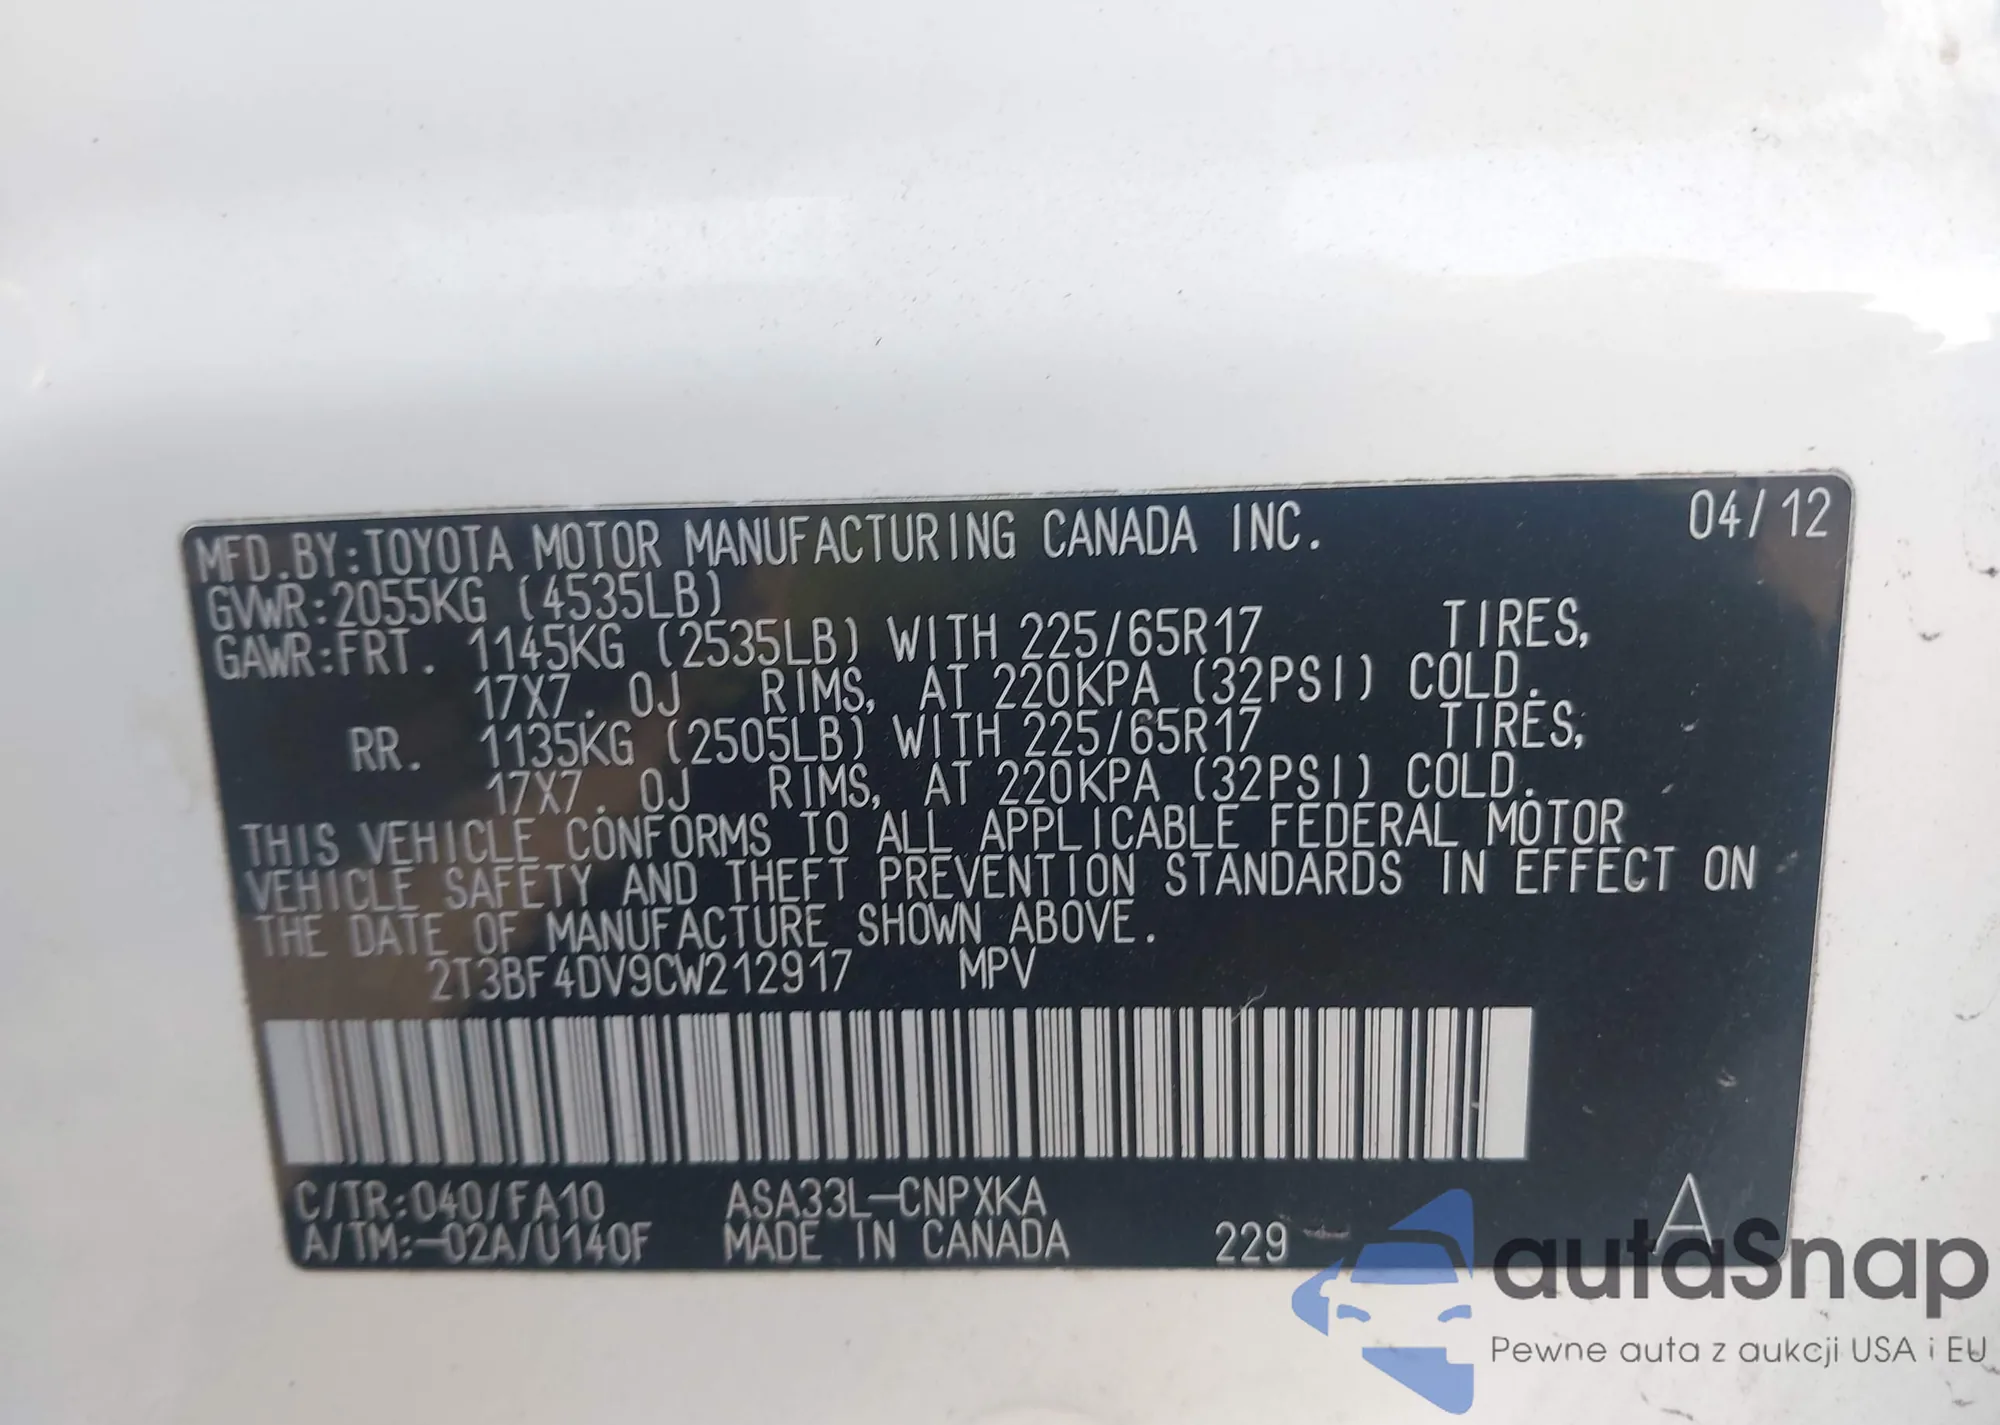 MFD.BY:TOYOTA MOTOR MANUFACTURING CANADA INC. 04/12
GVWR:2055KG (4535LB)
GAWR:FRT. 1145KG (2535LB) WITH 225/65R17 TIRES,
17X7.0J RIMS, AT 220KPA (32PSI) COLD.
RR. 1135KG (2505LB) WITH 225/65R17 TIRES,
17X7.0J RIMS, AT 220KPA (32PSI) COLD.
THIS VEHICLE CONFORMS TO ALL APPLICABLE FEDERAL MOTOR
VEHICLE SAFETY AND THEFT PREVENTION STANDARDS IN EFFECT ON
THE DATE OF MANUFACTURE SHOWN ABOVE.
2T3BF4DV9CW212917 MPV
C/TR:040/FA10 ASA33L-CNPXKA A
A/TM:-02A/U140F MADE IN CANADA 229
autaSnap
Pewne auta z aukcji USA i EU